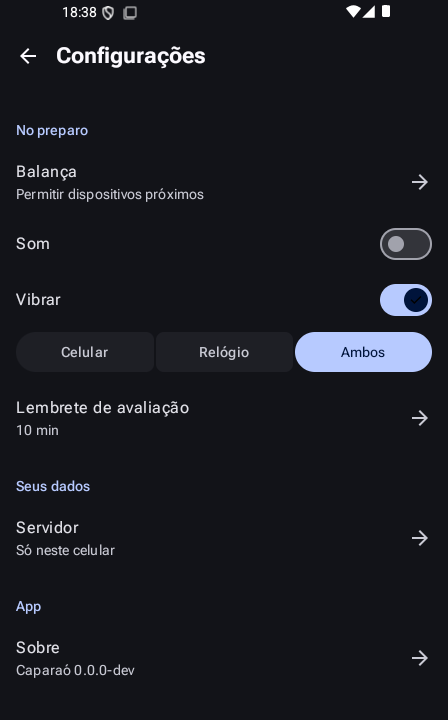 18:38
Configurações
No preparo
Balança
Permitir dispositivos próximos
Som
Vibrar
Celular
Relógio
Ambos
Lembrete de avaliação
10 min
Seus dados
Servidor
Só neste celular
App
Sobre
Caparaó 0.0.0-dev